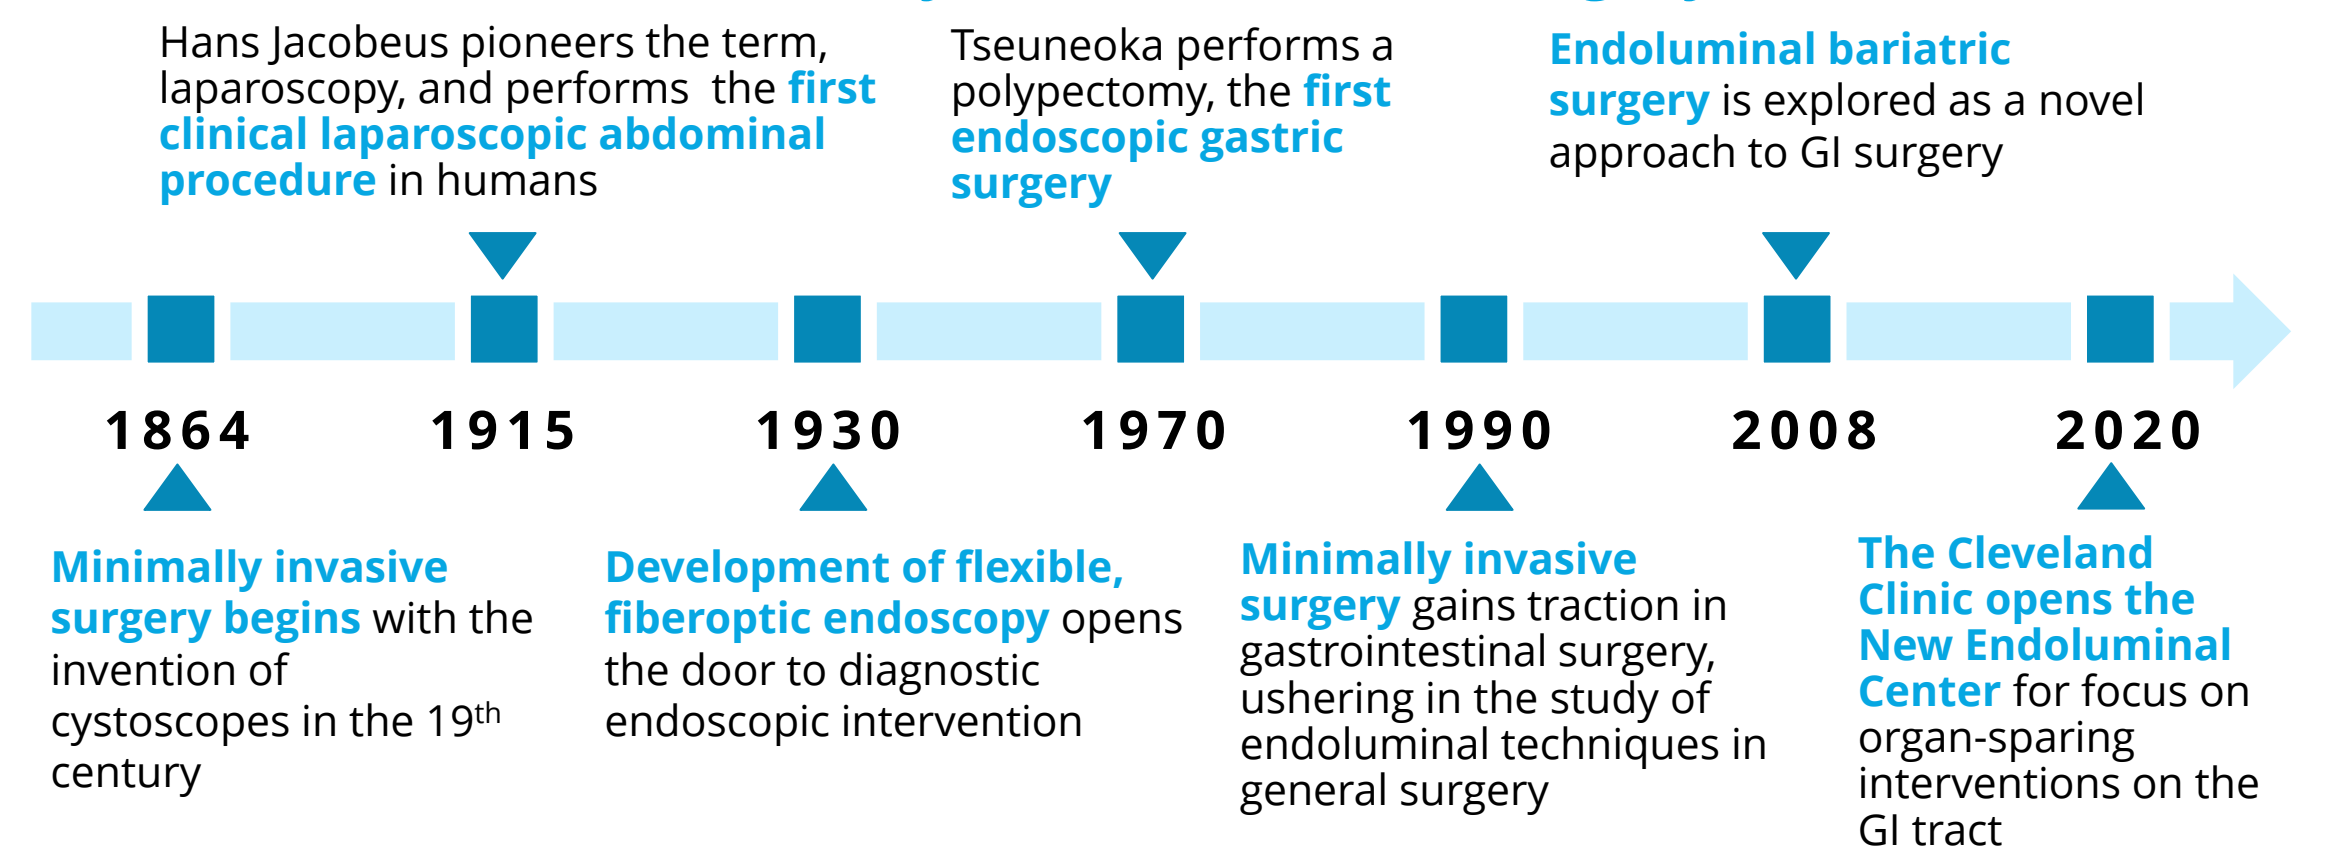 Hans Jacobeus pioneers the term,
laparoscopy, and performs  the first
clinical laparoscopic abdominal
procedure in humans
Tseuneoka performs a
polypectomy, the first
endoscopic gastric
surgery
Endoluminal bariatric
surgery is explored as a novel
approach to GI surgery
1864
1915
1930
1970
1990
2008
2020
Minimally invasive
surgery begins with the
invention of
cystoscopes in the 19th
century
Development of flexible,
fiberoptic endoscopy opens
the door to diagnostic
endoscopic intervention
Minimally invasive
surgery gains traction in
gastrointestinal surgery,
ushering in the study of
endoluminal techniques in
general surgery
The Cleveland
Clinic opens the
New Endoluminal
Center for focus on
organ-sparing
interventions on the
GI tract